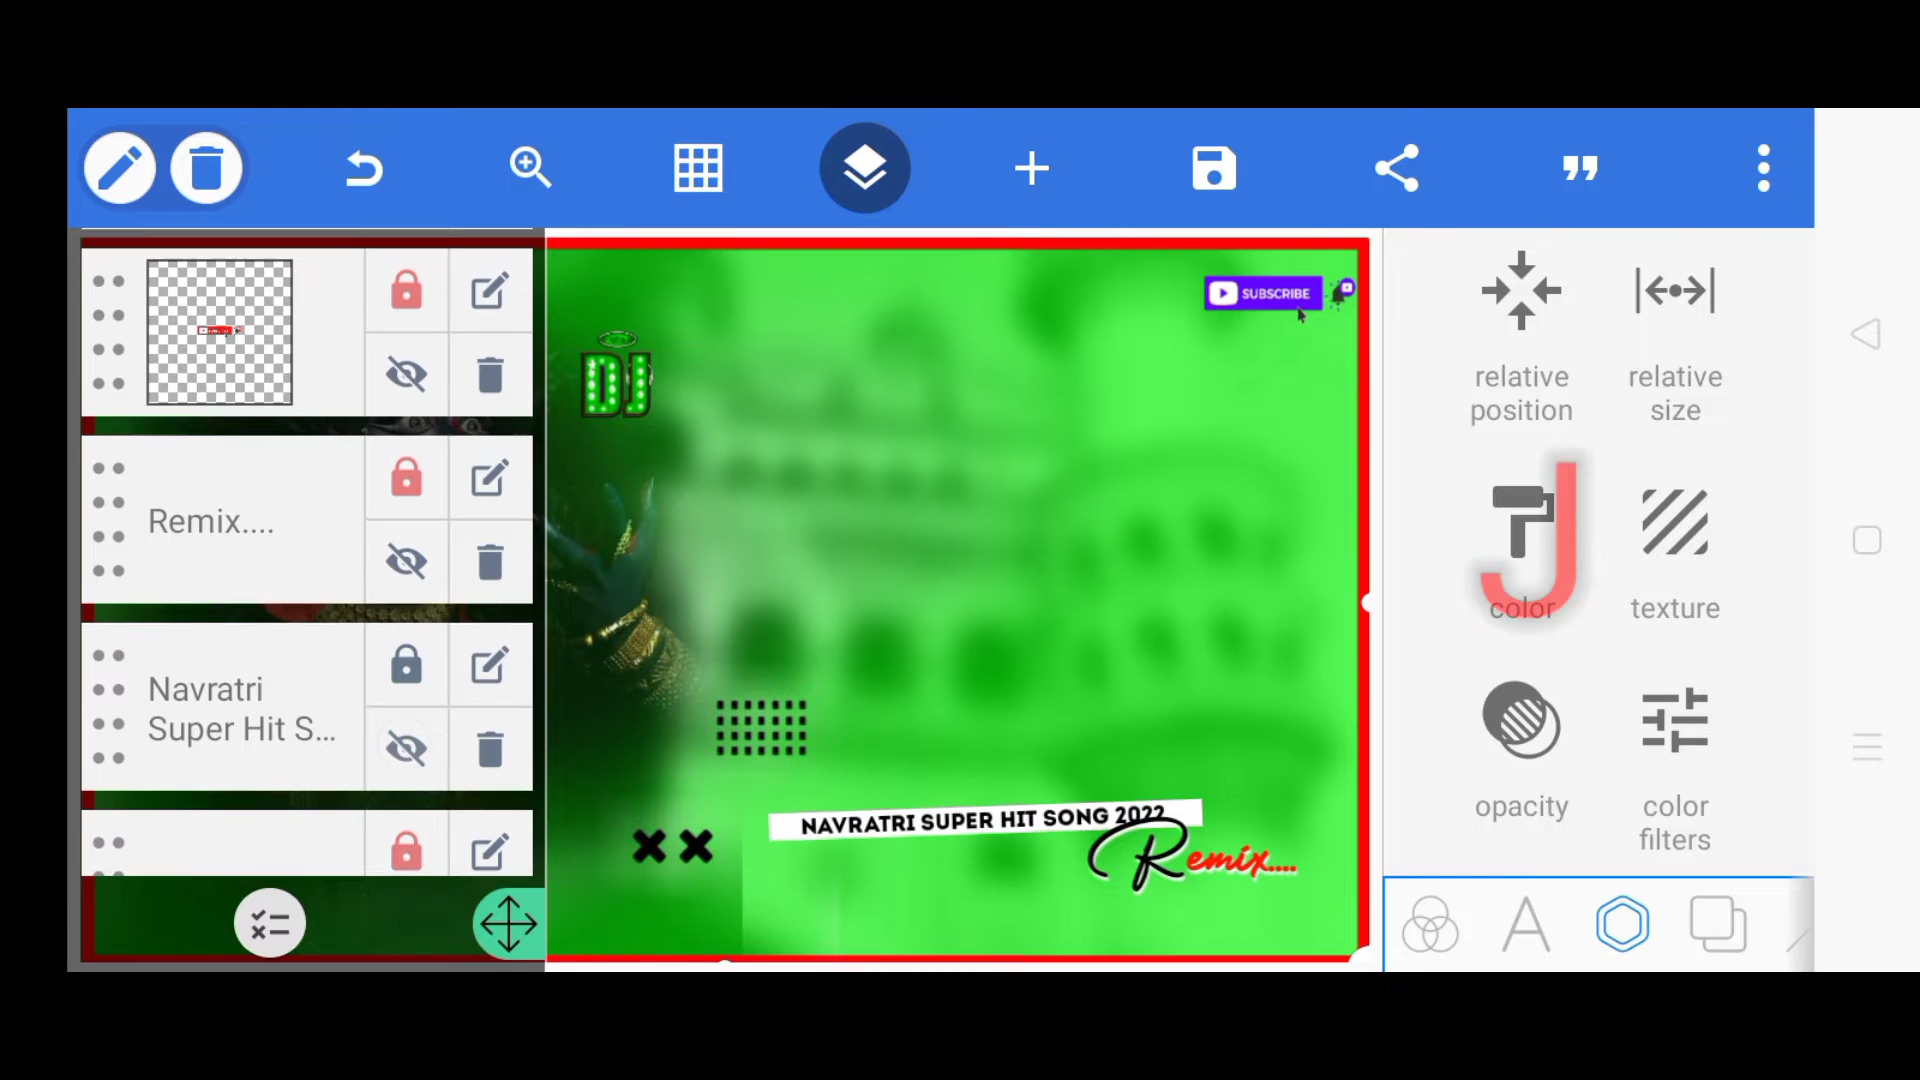 SUBSCRIBE
DJ
Remix....
Navratri
Super Hit S...
NAVRATRI SUPER HIT SONG 2022
Remix....
relative
position
relative
size
J
color
texture
opacity
color
filters